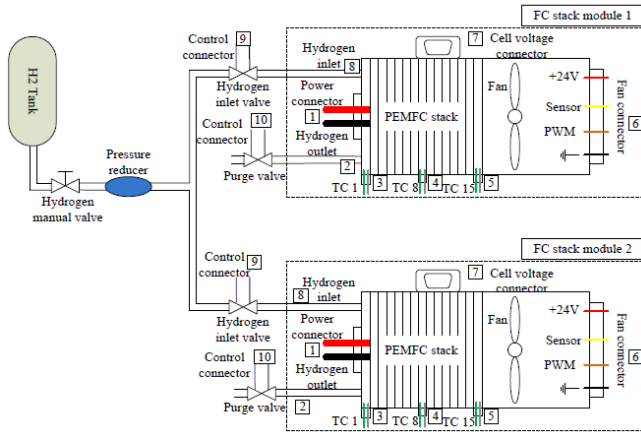 FC stack module 1
Control
connector
9
Hydrogen
inlet
8
7
Cell voltage
connector
H2 Tank
Hydrogen
inlet valve
Power
connector
1
Fan
+24V
Sensor
PWM
Fan connector
6
Control
connector
10
PEMFC stack
Hydrogen
outlet
2
Purge valve
Pressure
reducer
Hydrogen
manual valve
TC 1
3
TC 8
4
TC 15
5
FC stack module 2
Control
connector
9
Hydrogen
inlet
8
7
Cell voltage
connector
Hydrogen
inlet valve
Power
connector
1
Fan
+24V
Sensor
PWM
Fan connector
6
Control
connector
10
PEMFC stack
Hydrogen
outlet
2
Purge valve
TC 1
3
TC 8
4
TC 15
5